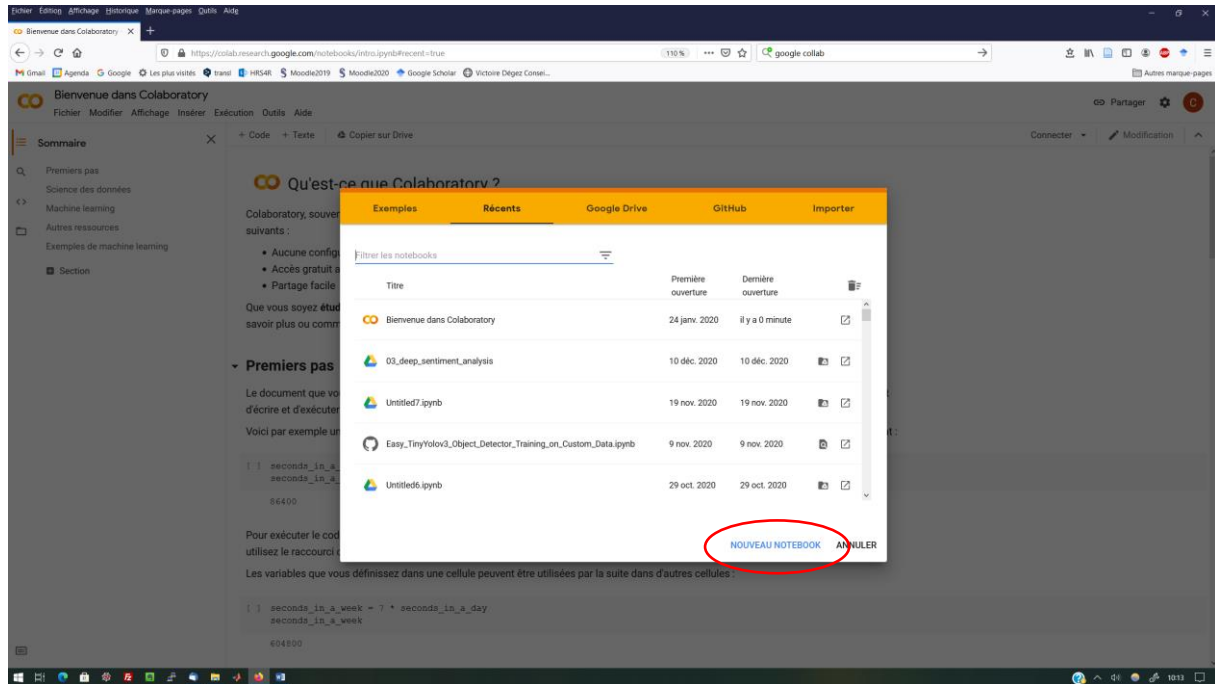 Fichier Édition Affichage Historique Marque-pages Outils Aide
Bienvenue dans Colaboratory
https://colab.research.google.com/notebooks/intro.ipynb#recent=true
110 %
google collab
Gmail Agenda Google Les plus visités transl HRS4R Moodle2019 Moodle2020 Google Scholar Victoire Dégez Consei...
Autres marque-pages
Bienvenue dans Colaboratory
Fichier Modifier Affichage Insérer Exécution Outils Aide
Partager
C
Sommaire
+ Code + Texte Copier sur Drive
Connecter
Modification
Premiers pas
Science des données
Machine learning
Autres ressources
Exemples de machine learning
Section
Qu'est-ce que Colaboratory ?
Colaboratory, souven
suivants :
Aucune configu
Accès gratuit a
Partage facile
Que vous soyez étud
savoir plus ou comm
Premiers pas
Le document que vo
d'écrire et d'exécuter
Voici par exemple un
nt :
[ ] seconds_in_a_
seconds_in_a_
86400
Pour exécuter le cod
utilisez le raccourci c
Les variables que vous définissez dans une cellule peuvent être utilisées par la suite dans d'autres cellules :
[ ] seconds_in_a_week = 7 * seconds_in_a_day
seconds_in_a_week
604800
Exemples Récents Google Drive GitHub Importer
Filtrer les notebooks
Titre
Première ouverture
Dernière ouverture
Bienvenue dans Colaboratory 24 janv. 2020 il y a 0 minute
03_deep_sentiment_analysis 10 déc. 2020 10 déc. 2020
Untitled7.ipynb 19 nov. 2020 19 nov. 2020
Easy_TinyYolov3_Object_Detector_Training_on_Custom_Data.ipynb 9 nov. 2020 9 nov. 2020
Untitled6.ipynb 29 oct. 2020 29 oct. 2020
NOUVEAU NOTEBOOK ANNULER
10:13